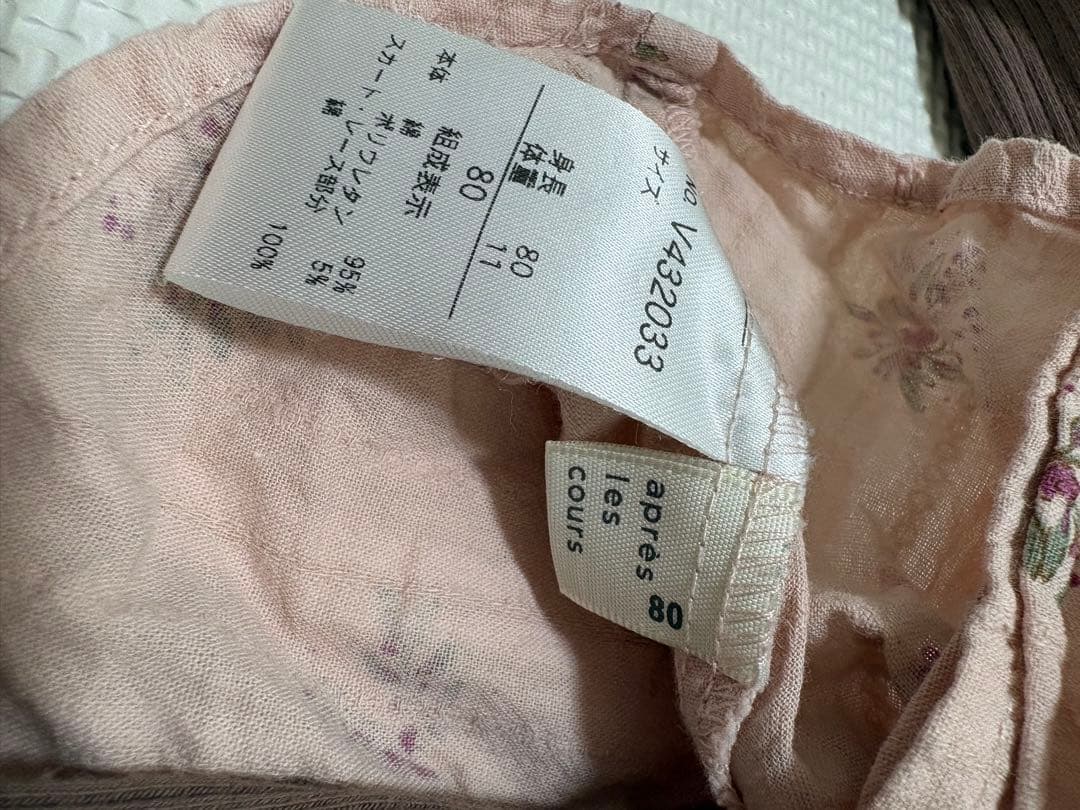 No. V432033
サイズ 80
身長 80
体重 11
組成表示
本体 綿 95%
ポリウレタン 5%
スカート、レース部分
綿 100%
après
les
cours
80